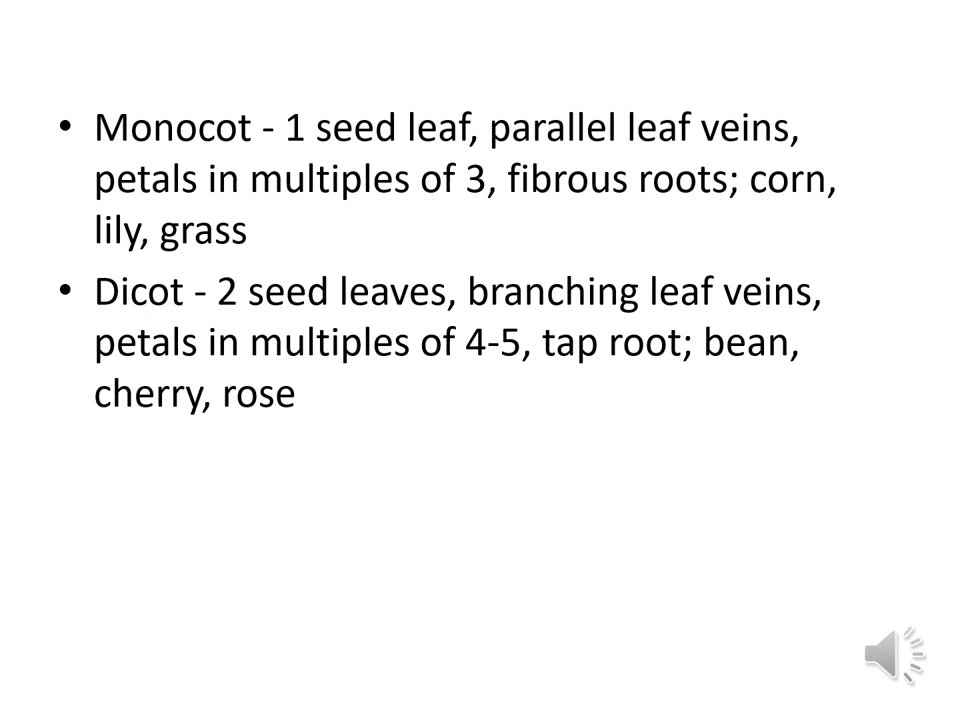 • Monocot - 1 seed leaf, parallel leaf veins,
petals in multiples of 3, fibrous roots; corn,
lily, grass
• Dicot - 2 seed leaves, branching leaf veins,
petals in multiples of 4-5, tap root; bean,
cherry, rose